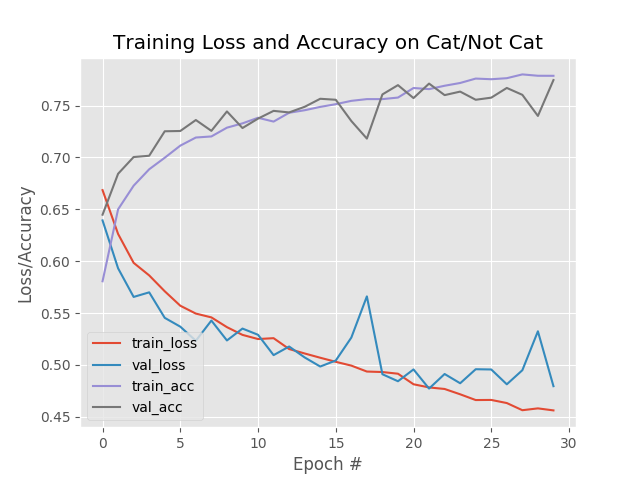 Training Loss and Accuracy on Cat/Not Cat
Loss/Accuracy
0.75
0.70
0.65
0.60
0.55
0.50
0.45
train_loss
val_loss
train_acc
val_acc
0 5 10 15 20 25 30
Epoch #